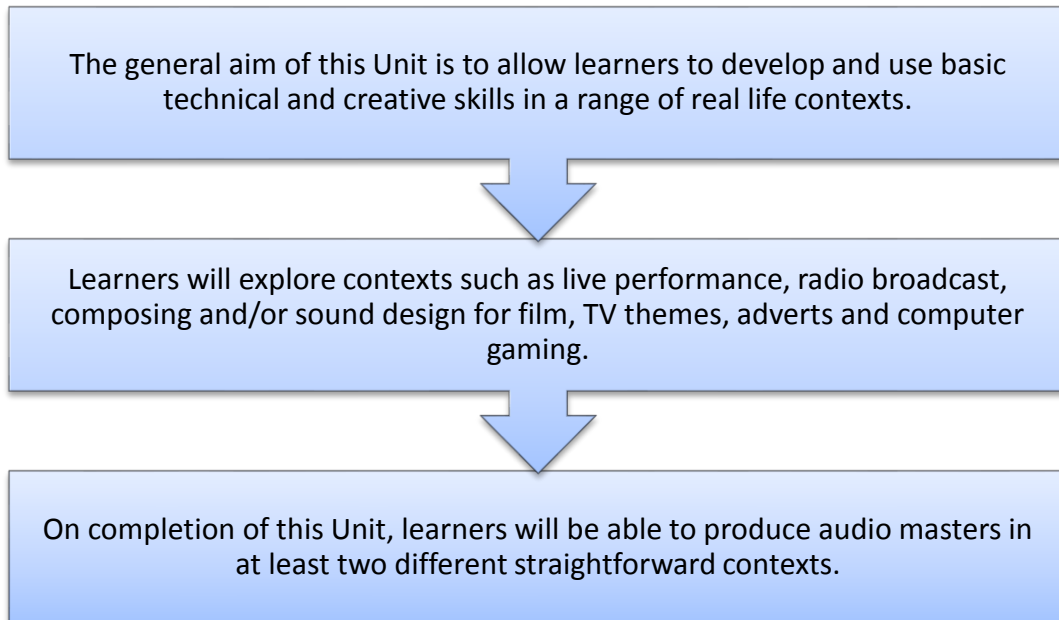 The general aim of this Unit is to allow learners to develop and use basic
technical and creative skills in a range of real life contexts.
Learners will explore contexts such as live performance, radio broadcast,
composing and/or sound design for film, TV themes, adverts and computer
gaming.
On completion of this Unit, learners will be able to produce audio masters in
at least two different straightforward contexts.